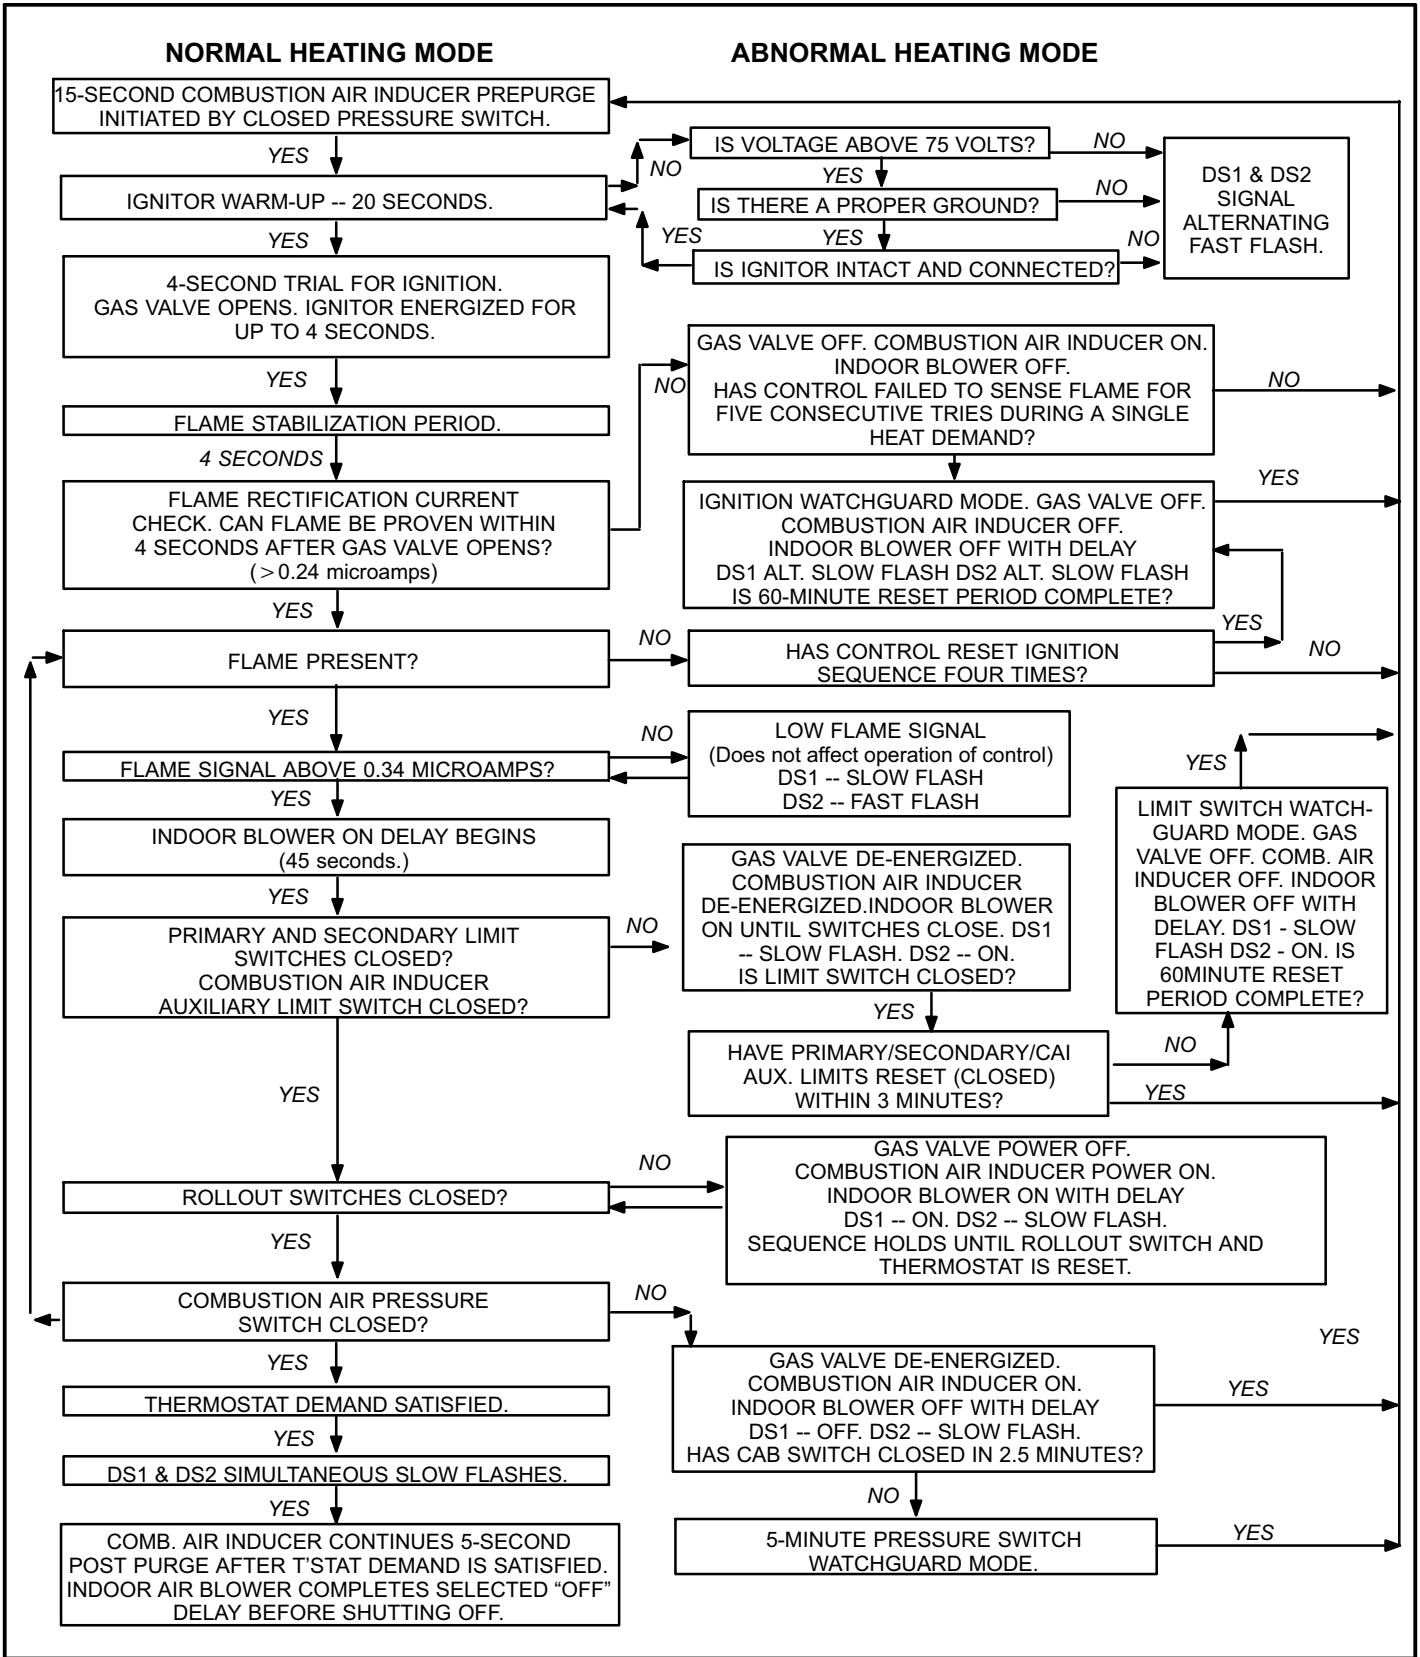 NORMAL HEATING MODE
ABNORMAL HEATING MODE
15-SECOND COMBUSTION AIR INDUCER PREPURGE
INITIATED BY CLOSED PRESSURE SWITCH.
YES
IGNITOR WARM-UP -- 20 SECONDS.
NO
IS VOLTAGE ABOVE 75 VOLTS?
NO
YES
IS THERE A PROPER GROUND?
NO
YES
YES
IS IGNITOR INTACT AND CONNECTED?
NO
DS1 & DS2
SIGNAL
ALTERNATING
FAST FLASH.
YES
4-SECOND TRIAL FOR IGNITION.
GAS VALVE OPENS. IGNITOR ENERGIZED FOR
UP TO 4 SECONDS.
YES
FLAME STABILIZATION PERIOD.
4 SECONDS
FLAME RECTIFICATION CURRENT
CHECK. CAN FLAME BE PROVEN WITHIN
4 SECONDS AFTER GAS VALVE OPENS?
(>0.24 microamps)
NO
GAS VALVE OFF. COMBUSTION AIR INDUCER ON.
INDOOR BLOWER OFF.
HAS CONTROL FAILED TO SENSE FLAME FOR
FIVE CONSECUTIVE TRIES DURING A SINGLE
HEAT DEMAND?
NO
IGNITION WATCHGUARD MODE. GAS VALVE OFF.
COMBUSTION AIR INDUCER OFF.
INDOOR BLOWER OFF WITH DELAY
DS1 ALT. SLOW FLASH DS2 ALT. SLOW FLASH
IS 60-MINUTE RESET PERIOD COMPLETE?
YES
YES
FLAME PRESENT?
NO
HAS CONTROL RESET IGNITION
SEQUENCE FOUR TIMES?
YES
NO
YES
FLAME SIGNAL ABOVE 0.34 MICROAMPS?
NO
LOW FLAME SIGNAL
(Does not affect operation of control)
DS1 -- SLOW FLASH
DS2 -- FAST FLASH
YES
INDOOR BLOWER ON DELAY BEGINS
(45 seconds.)
YES
PRIMARY AND SECONDARY LIMIT
SWITCHES CLOSED?
COMBUSTION AIR INDUCER
AUXILIARY LIMIT SWITCH CLOSED?
NO
GAS VALVE DE-ENERGIZED.
COMBUSTION AIR INDUCER
DE-ENERGIZED.INDOOR BLOWER
ON UNTIL SWITCHES CLOSE. DS1
-- SLOW FLASH. DS2 -- ON.
IS LIMIT SWITCH CLOSED?
YES
HAVE PRIMARY/SECONDARY/CAI
AUX. LIMITS RESET (CLOSED)
WITHIN 3 MINUTES?
NO
YES
YES
LIMIT SWITCH WATCH-
GUARD MODE. GAS
VALVE OFF. COMB. AIR
INDUCER OFF. INDOOR
BLOWER OFF WITH
DELAY. DS1 - SLOW
FLASH DS2 - ON. IS
60MINUTE RESET
PERIOD COMPLETE?
YES
ROLLOUT SWITCHES CLOSED?
NO
GAS VALVE POWER OFF.
COMBUSTION AIR INDUCER POWER ON.
INDOOR BLOWER ON WITH DELAY
DS1 -- ON. DS2 -- SLOW FLASH.
SEQUENCE HOLDS UNTIL ROLLOUT SWITCH AND
THERMOSTAT IS RESET.
YES
COMBUSTION AIR PRESSURE
SWITCH CLOSED?
NO
GAS VALVE DE-ENERGIZED.
COMBUSTION AIR INDUCER ON.
INDOOR BLOWER OFF WITH DELAY
DS1 -- OFF. DS2 -- SLOW FLASH.
HAS CAB SWITCH CLOSED IN 2.5 MINUTES?
YES
YES
NO
5-MINUTE PRESSURE SWITCH
WATCHGUARD MODE.
YES
YES
THERMOSTAT DEMAND SATISFIED.
YES
DS1 & DS2 SIMULTANEOUS SLOW FLASHES.
YES
COMB. AIR INDUCER CONTINUES 5-SECOND
POST PURGE AFTER T'STAT DEMAND IS SATISFIED.
INDOOR AIR BLOWER COMPLETES SELECTED “OFF”
DELAY BEFORE SHUTTING OFF.